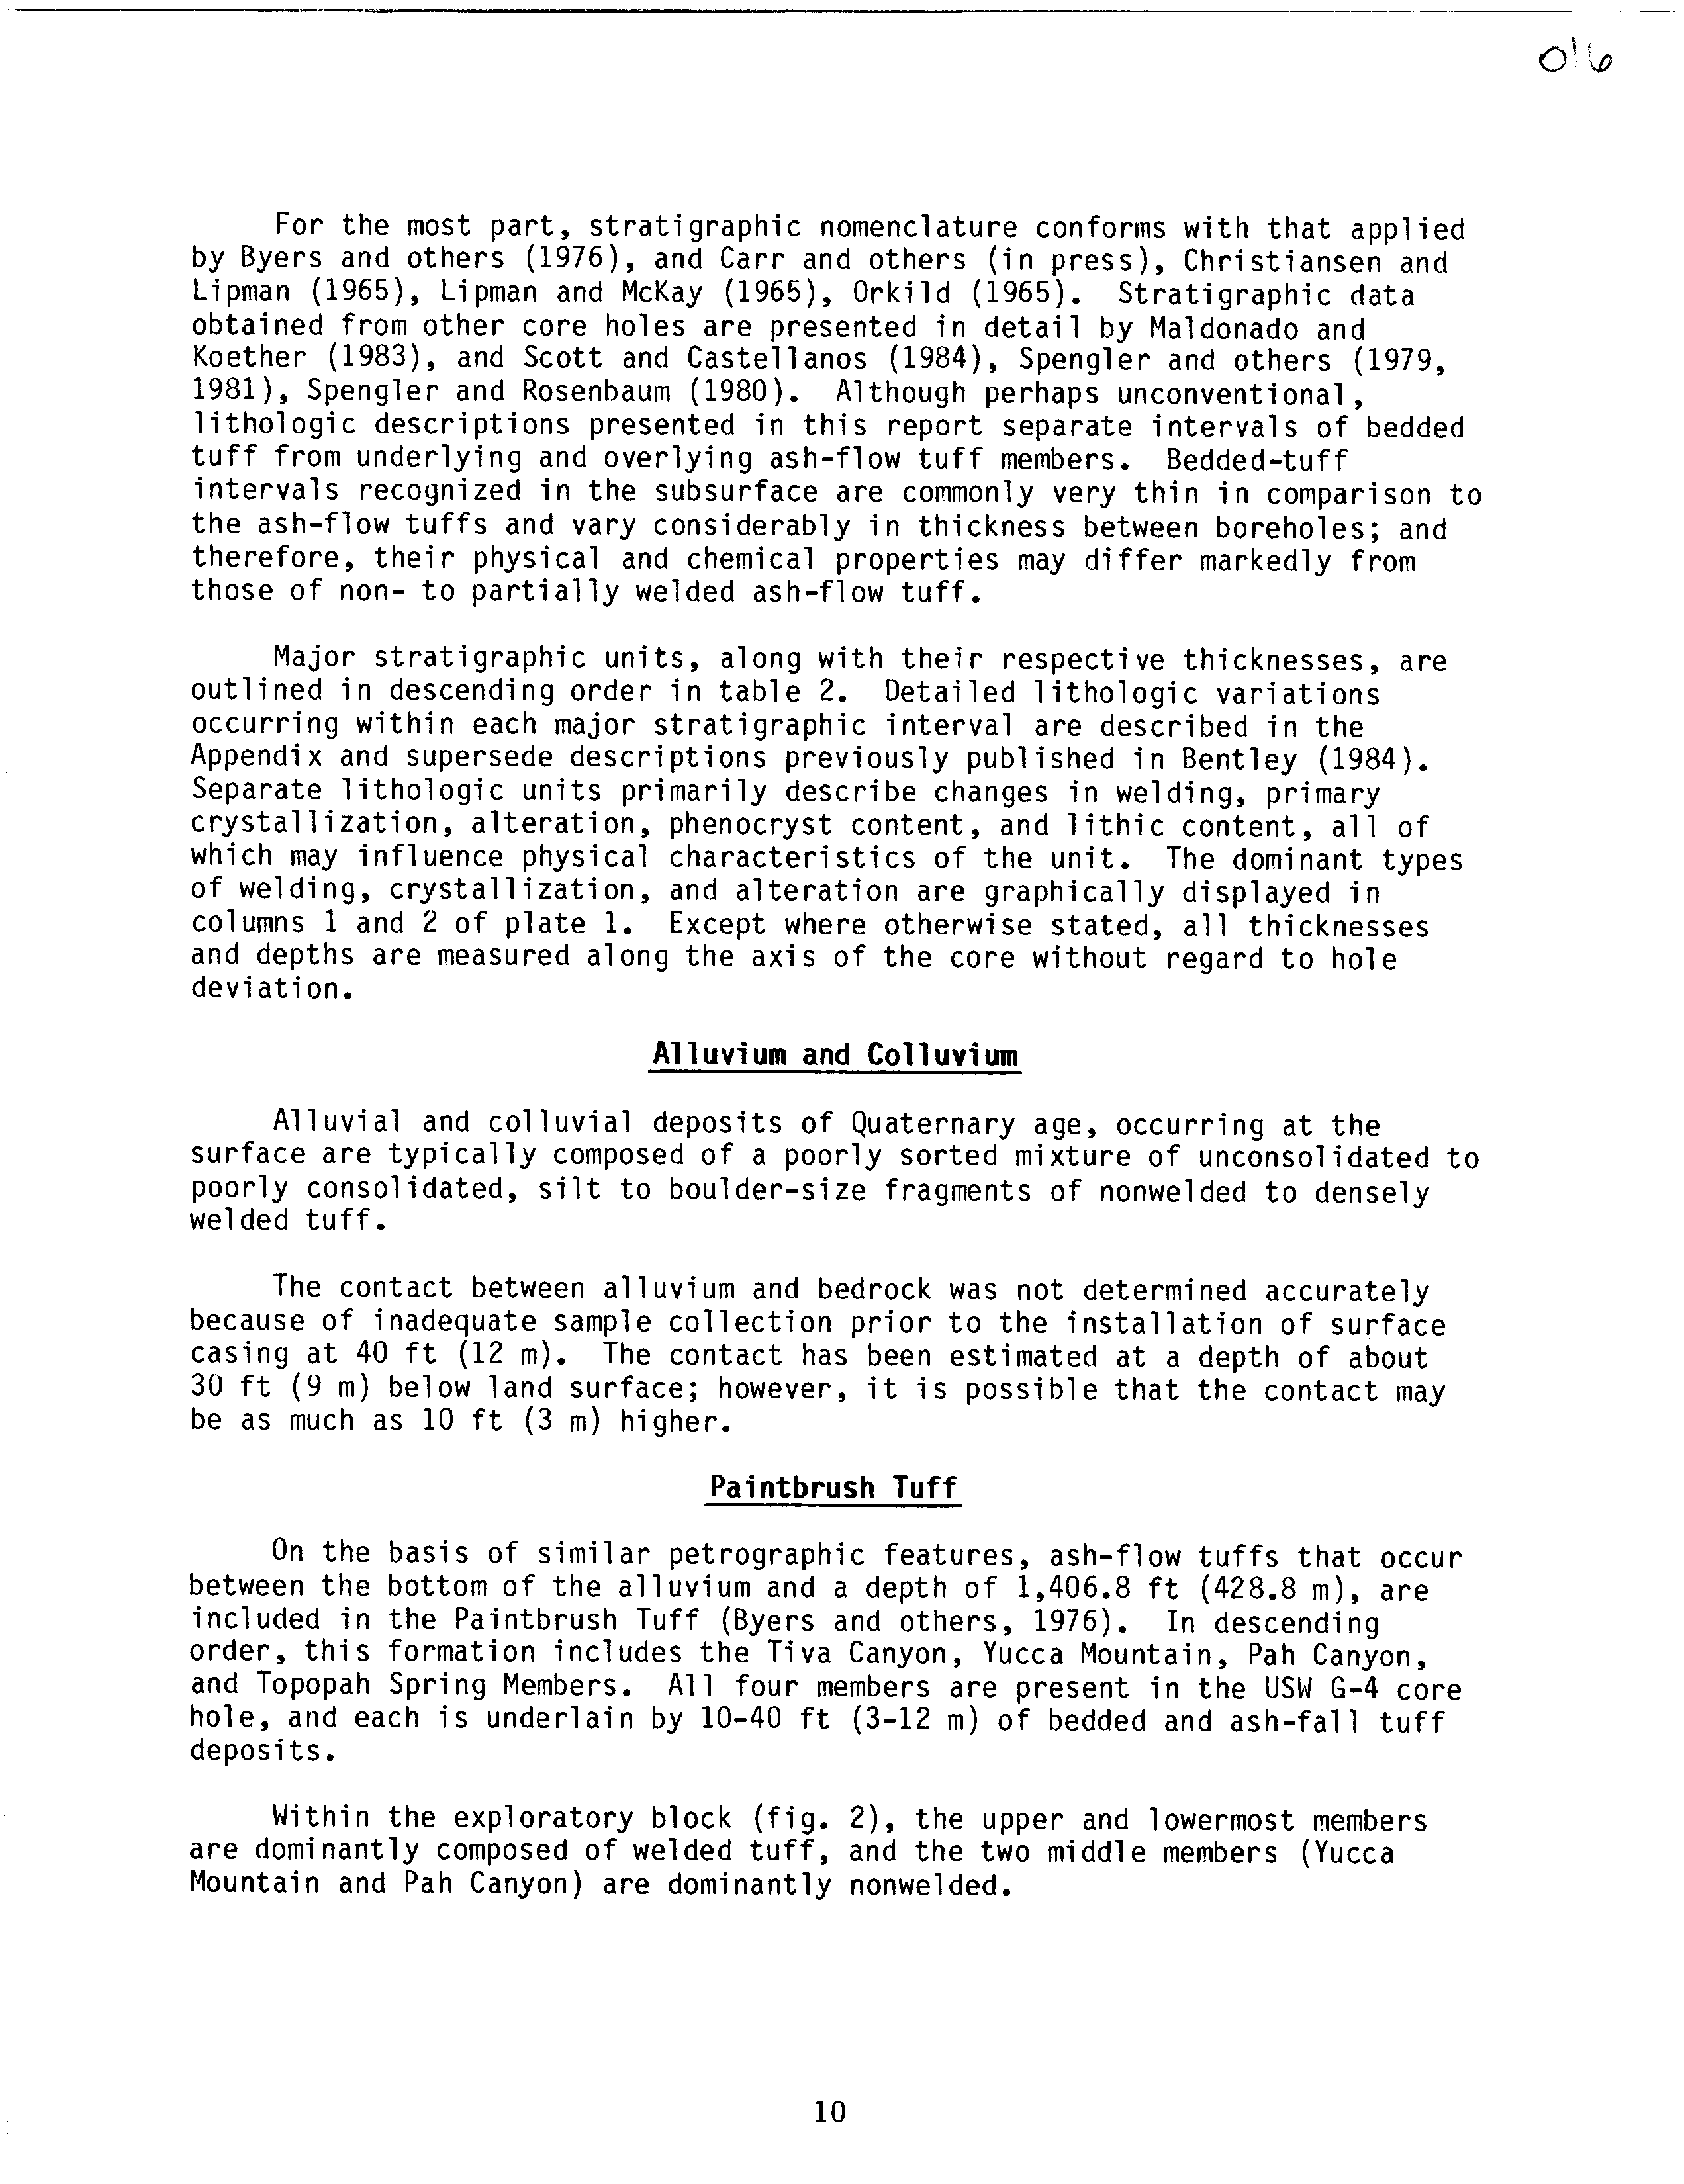 016
For the most part, stratigraphic nomenclature conforms with that applied
by Byers and others (1976), and Carr and others (in press), Christiansen and
Lipman (1965), Lipman and McKay (1965), Orkild (1965).  Stratigraphic data
obtained from other core holes are presented in detail by Maldonado and
Koether (1983), and Scott and Castellanos (1984), Spengler and others (1979,
1981), Spengler and Rosenbaum (1980).  Although perhaps unconventional,
lithologic descriptions presented in this report separate intervals of bedded
tuff from underlying and overlying ash-flow tuff members.  Bedded-tuff
intervals recognized in the subsurface are commonly very thin in comparison to
the ash-flow tuffs and vary considerably in thickness between boreholes; and
therefore, their physical and chemical properties may differ markedly from
those of non- to partially welded ash-flow tuff.
Major stratigraphic units, along with their respective thicknesses, are
outlined in descending order in table 2.  Detailed lithologic variations
occurring within each major stratigraphic interval are described in the
Appendix and supersede descriptions previously published in Bentley (1984).
Separate lithologic units primarily describe changes in welding, primary
crystallization, alteration, phenocryst content, and lithic content, all of
which may influence physical characteristics of the unit.  The dominant types
of welding, crystallization, and alteration are graphically displayed in
columns 1 and 2 of plate 1.  Except where otherwise stated, all thicknesses
and depths are measured along the axis of the core without regard to hole
deviation.
Alluvium and Colluvium
Alluvial and colluvial deposits of Quaternary age, occurring at the
surface are typically composed of a poorly sorted mixture of unconsolidated to
poorly consolidated, silt to boulder-size fragments of nonwelded to densely
welded tuff.
The contact between alluvium and bedrock was not determined accurately
because of inadequate sample collection prior to the installation of surface
casing at 40 ft (12 m).  The contact has been estimated at a depth of about
30 ft (9 m) below land surface; however, it is possible that the contact may
be as much as 10 ft (3 m) higher.
Paintbrush Tuff
On the basis of similar petrographic features, ash-flow tuffs that occur
between the bottom of the alluvium and a depth of 1,406.8 ft (428.8 m), are
included in the Paintbrush Tuff (Byers and others, 1976).  In descending
order, this formation includes the Tiva Canyon, Yucca Mountain, Pah Canyon,
and Topopah Spring Members.  All four members are present in the USW G-4 core
hole, and each is underlain by 10-40 ft (3-12 m) of bedded and ash-fall tuff
deposits.
Within the exploratory block (fig. 2), the upper and lowermost members
are dominantly composed of welded tuff, and the two middle members (Yucca
Mountain and Pah Canyon) are dominantly nonwelded.
10